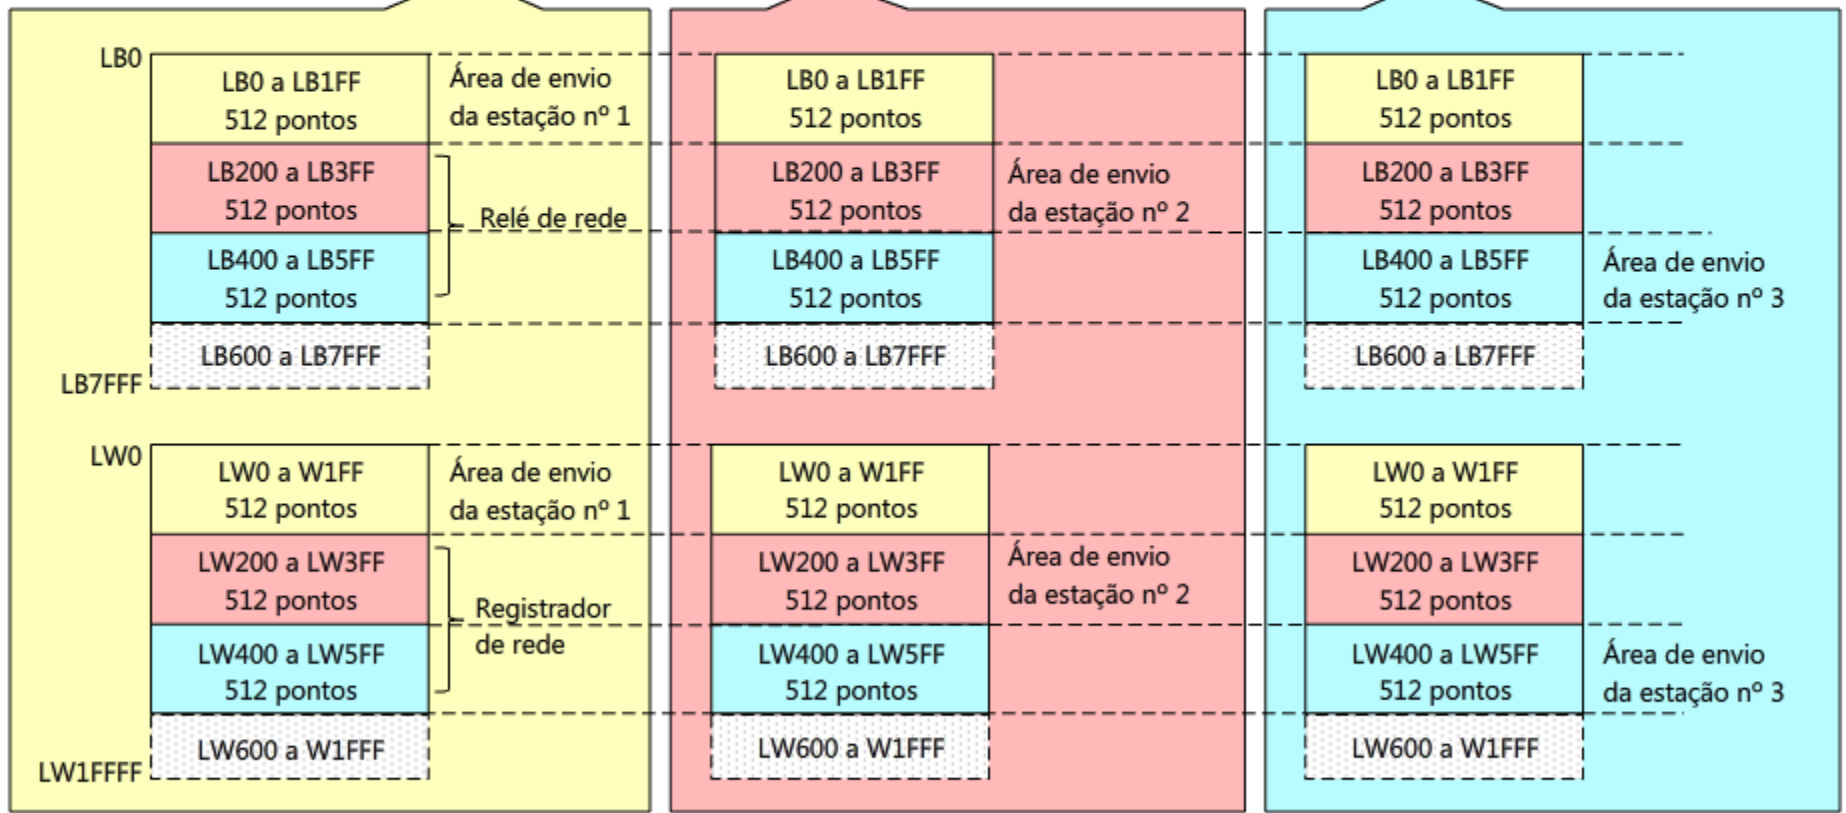 LB0
LB0 a LB1FF
512 pontos
Área de envio
da estação nº 1
LB200 a LB3FF
512 pontos
Relé de rede
LB400 a LB5FF
512 pontos
LB600 a LB7FFF
LB7FFF
LW0
LW0 a W1FF
512 pontos
Área de envio
da estação nº 1
LW200 a LW3FF
512 pontos
Registrador
de rede
LW400 a LW5FF
512 pontos
LW600 a W1FFF
LW1FFFF
LB0 a LB1FF
512 pontos
LB200 a LB3FF
512 pontos
Área de envio
da estação nº 2
LB400 a LB5FF
512 pontos
LB600 a LB7FFF
LW0 a W1FF
512 pontos
LW200 a LW3FF
512 pontos
Área de envio
da estação nº 2
LW400 a LW5FF
512 pontos
LW600 a W1FFF
LB0 a LB1FF
512 pontos
LB200 a LB3FF
512 pontos
LB400 a LB5FF
512 pontos
Área de envio
da estação nº 3
LB600 a LB7FFF
LW0 a W1FF
512 pontos
LW200 a LW3FF
512 pontos
LW400 a LW5FF
512 pontos
Área de envio
da estação nº 3
LW600 a W1FFF